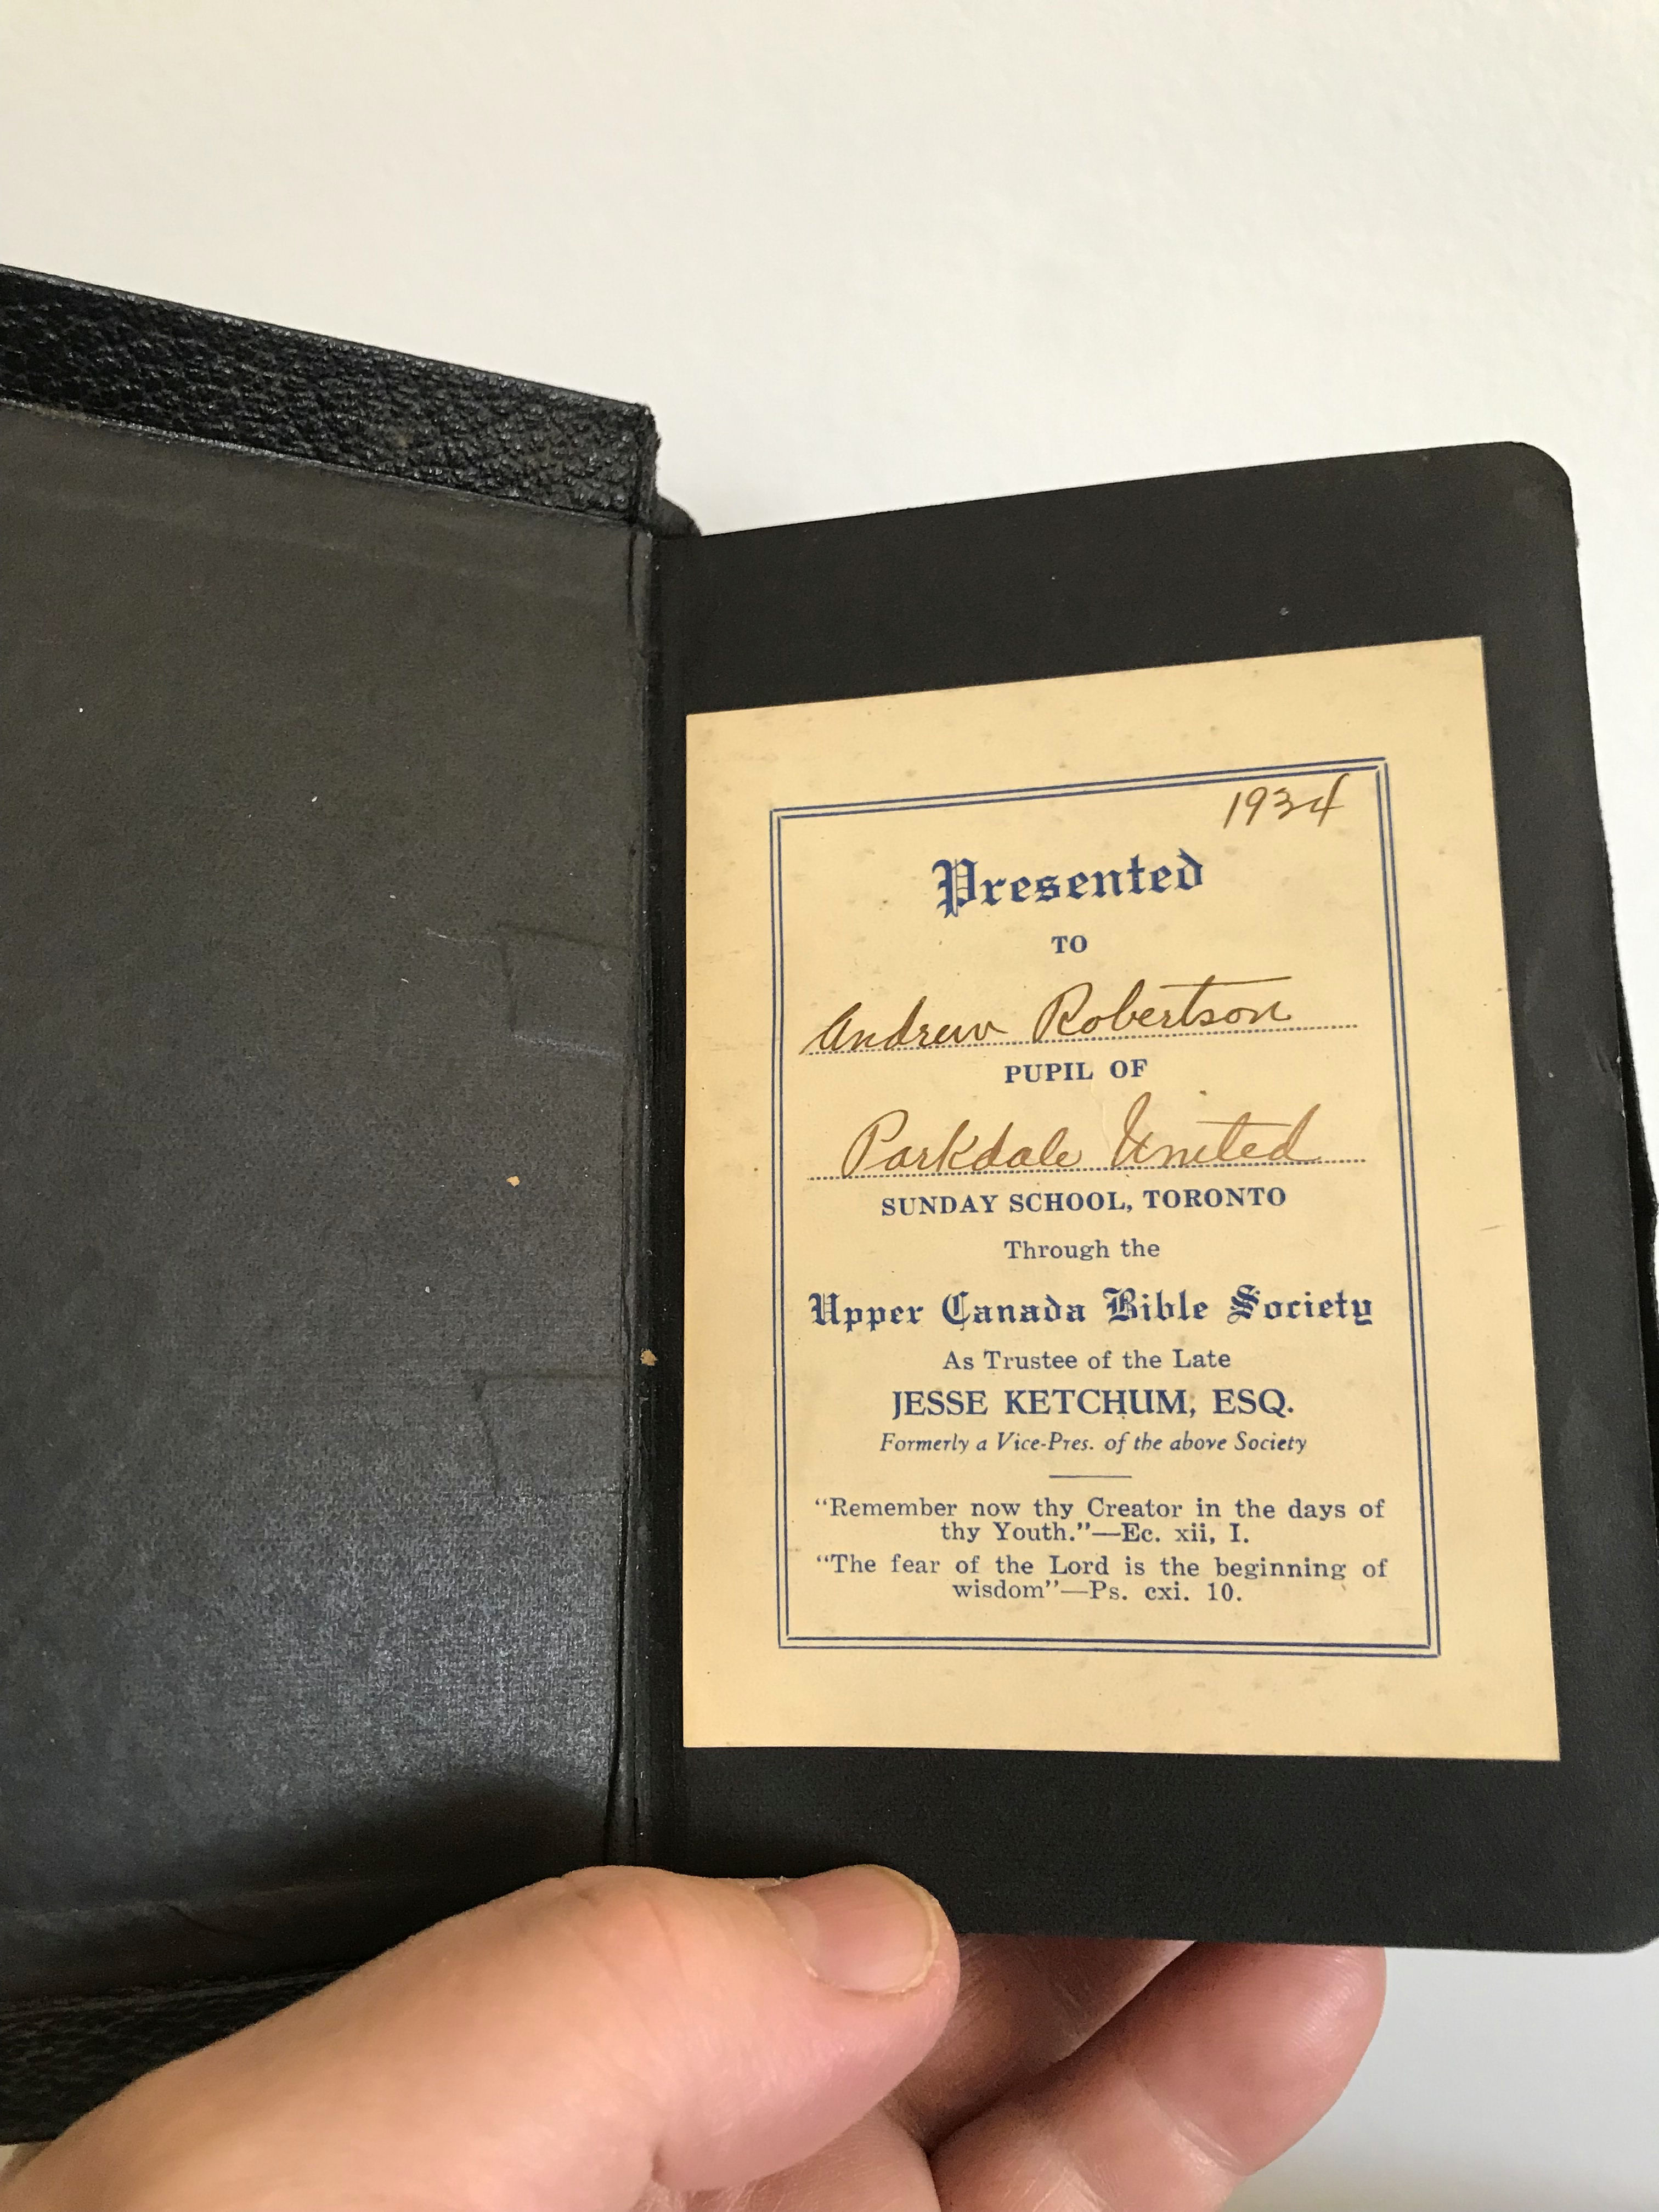 1934
Presented
TO
Andrew Robertson
PUPIL OF
Parkdale United
SUNDAY SCHOOL, TORONTO
Through the
Upper Canada Bible Society
As Trustee of the Late
JESSE KETCHUM, ESQ.
Formerly a Vice-Pres. of the above Society
“Remember now thy Creator in the days of
thy Youth.”—Ec. xii, I.
“The fear of the Lord is the beginning of
wisdom”—Ps. cxi. 10.